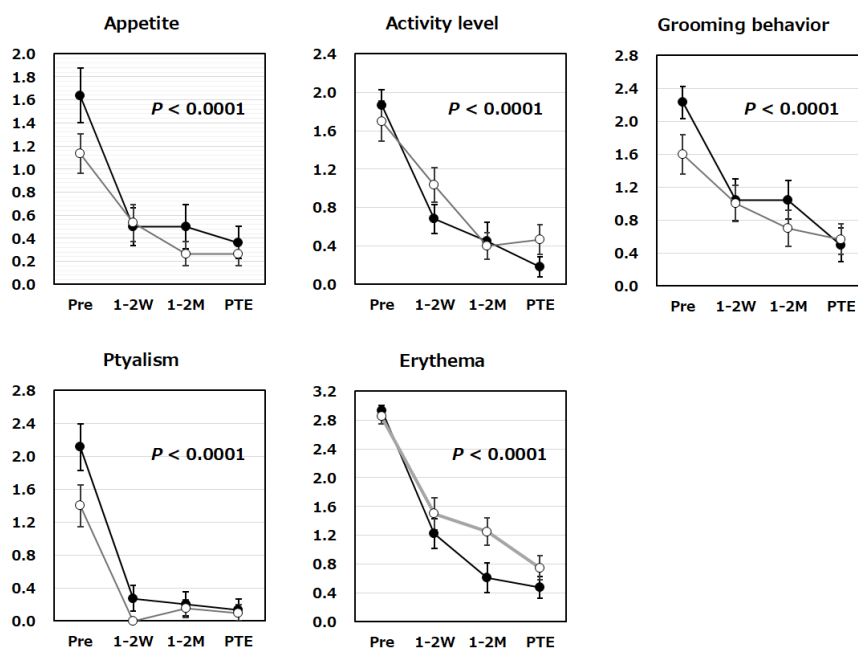 Appetite
2.0
1.8
1.6
1.4
1.2
1.0
0.8
0.6
0.4
0.2
0.0
P < 0.0001
Pre 1-2W 1-2M PTE
Activity level
2.4
2.0
1.6
1.2
0.8
0.4
0.0
P < 0.0001
Pre 1-2W 1-2M PTE
Grooming behavior
2.8
2.4
2.0
1.6
1.2
0.8
0.4
0.0
P < 0.0001
Pre 1-2W 1-2M PTE
Ptyalism
2.8
2.4
2.0
1.6
1.2
0.8
0.4
0.0
P < 0.0001
Pre 1-2W 1-2M PTE
Erythema
3.2
2.8
2.4
2.0
1.6
1.2
0.8
0.4
0.0
P < 0.0001
Pre 1-2W 1-2M PTE